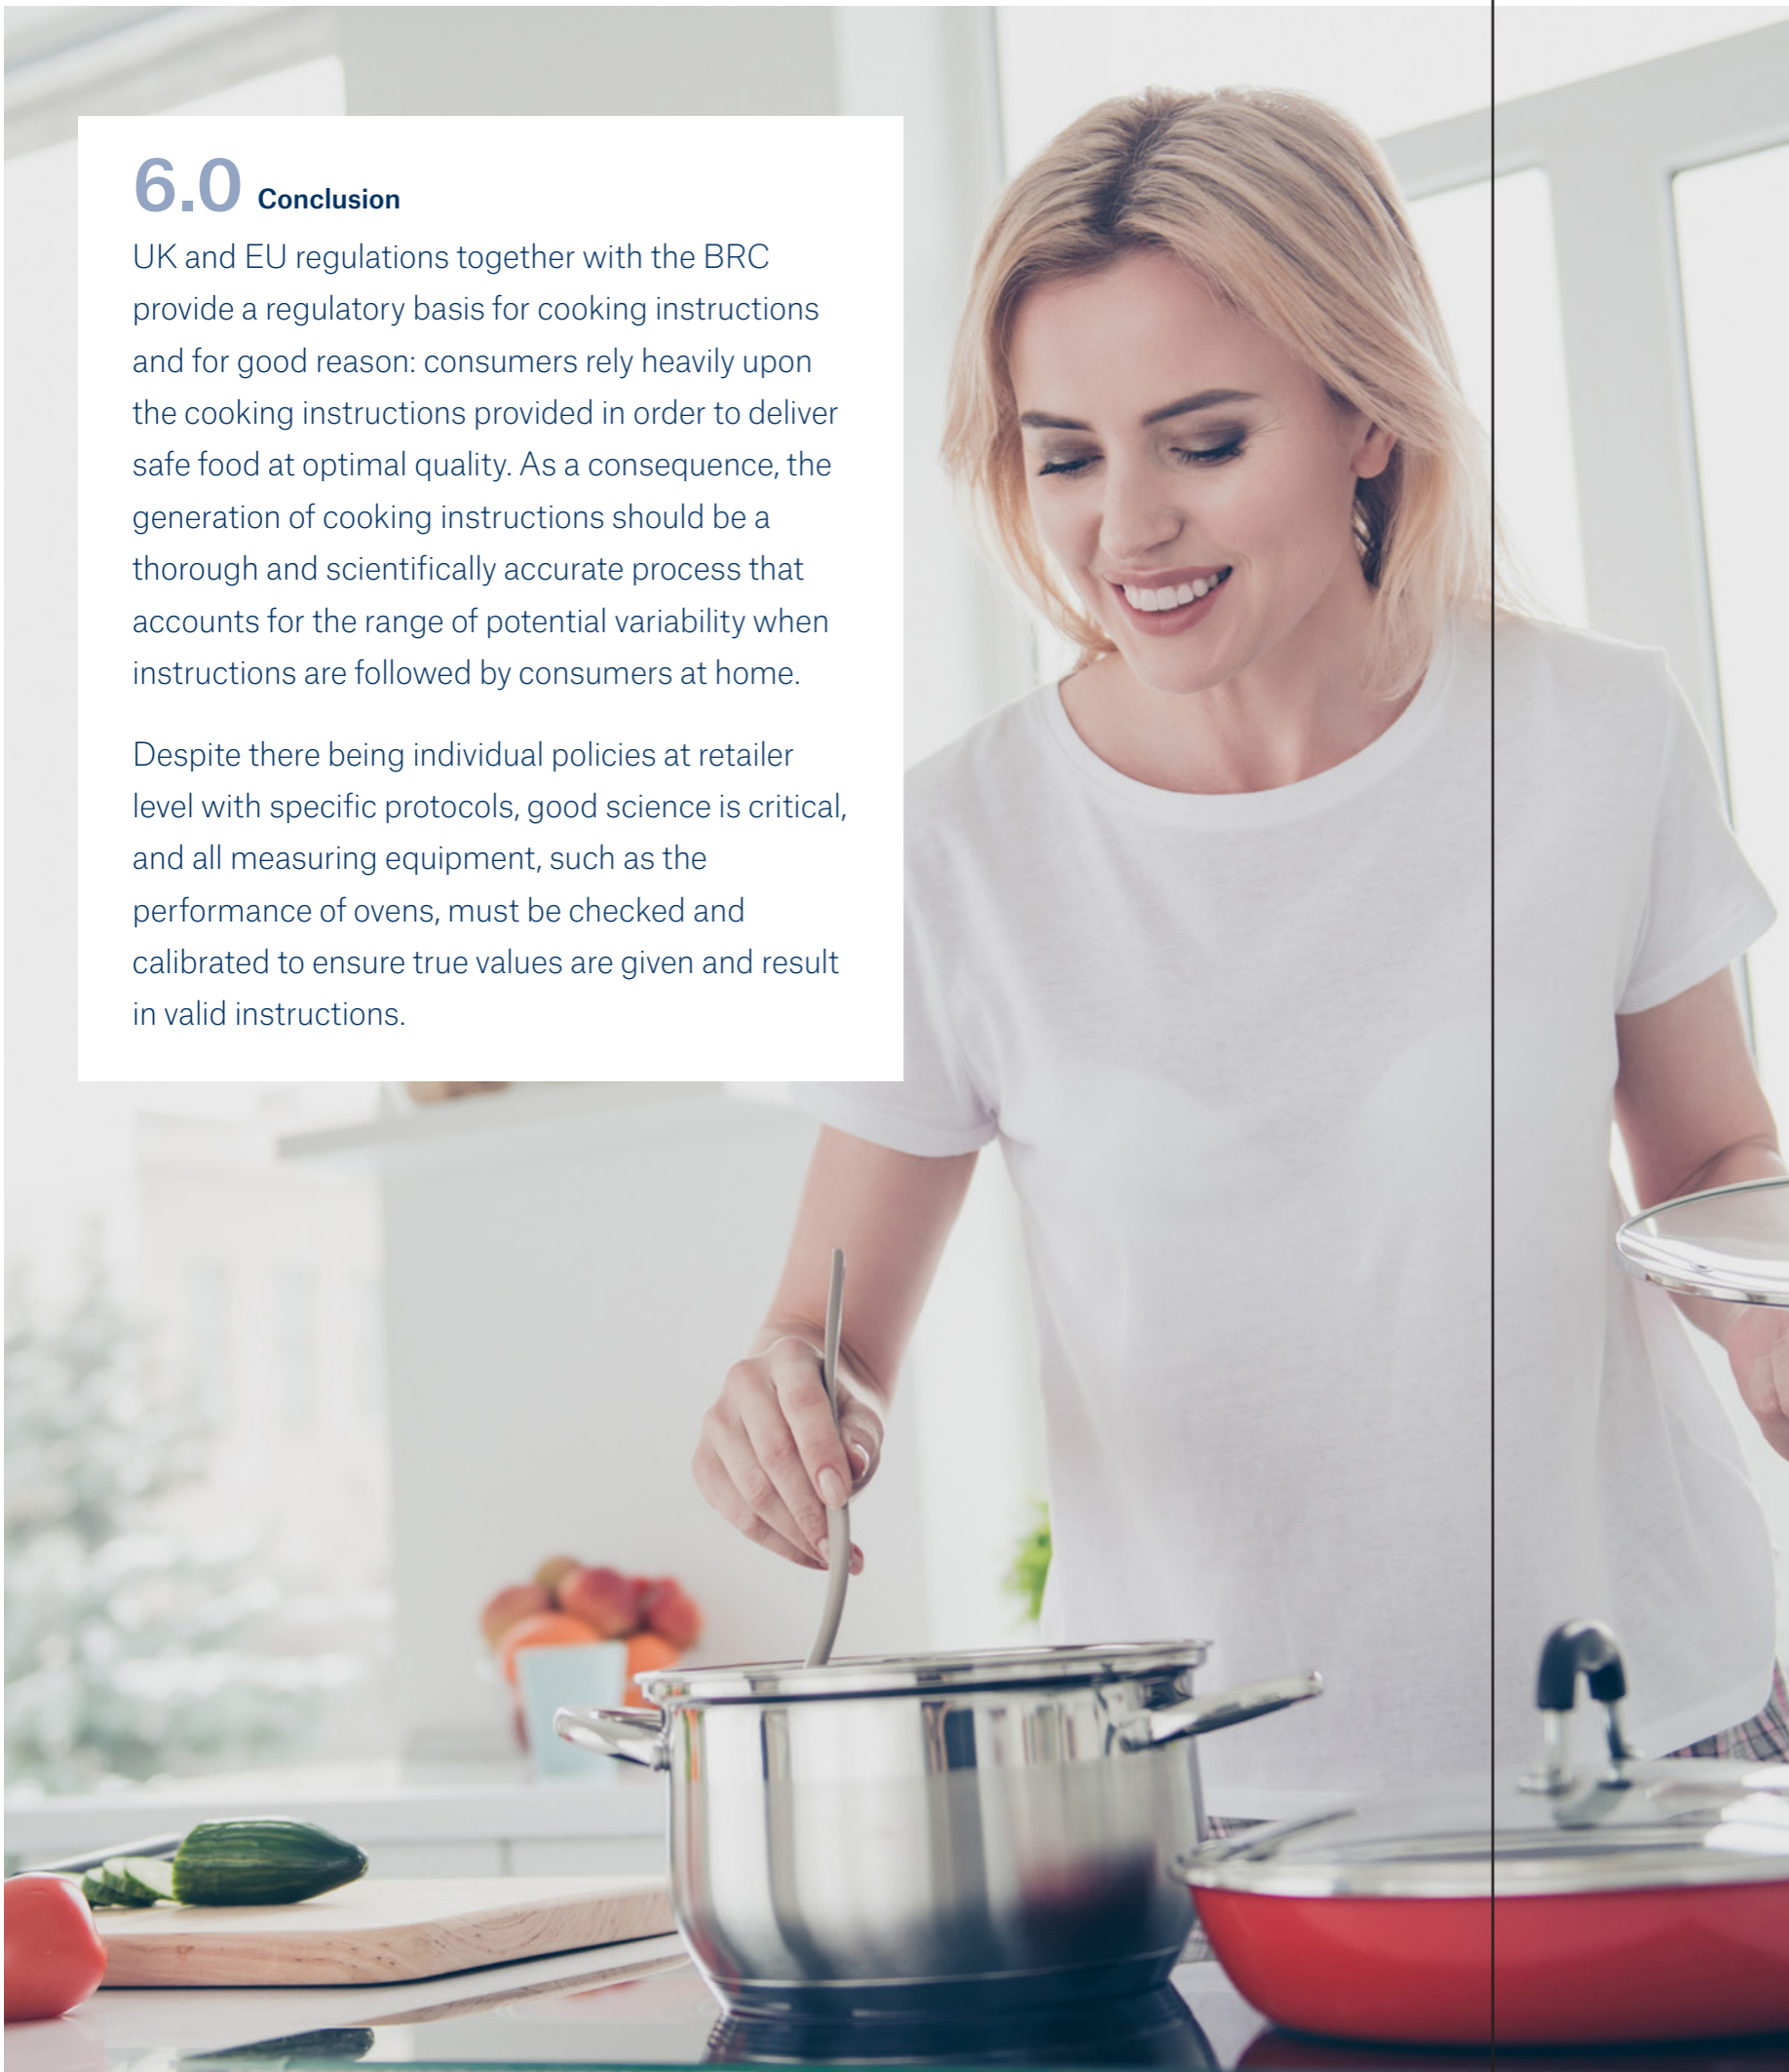 6.0 Conclusion
UK and EU regulations together with the BRC
provide a regulatory basis for cooking instructions
and for good reason: consumers rely heavily upon
the cooking instructions provided in order to deliver
safe food at optimal quality. As a consequence, the
generation of cooking instructions should be a
thorough and scientifically accurate process that
accounts for the range of potential variability when
instructions are followed by consumers at home.
Despite there being individual policies at retailer
level with specific protocols, good science is critical,
and all measuring equipment, such as the
performance of ovens, must be checked and
calibrated to ensure true values are given and result
in valid instructions.